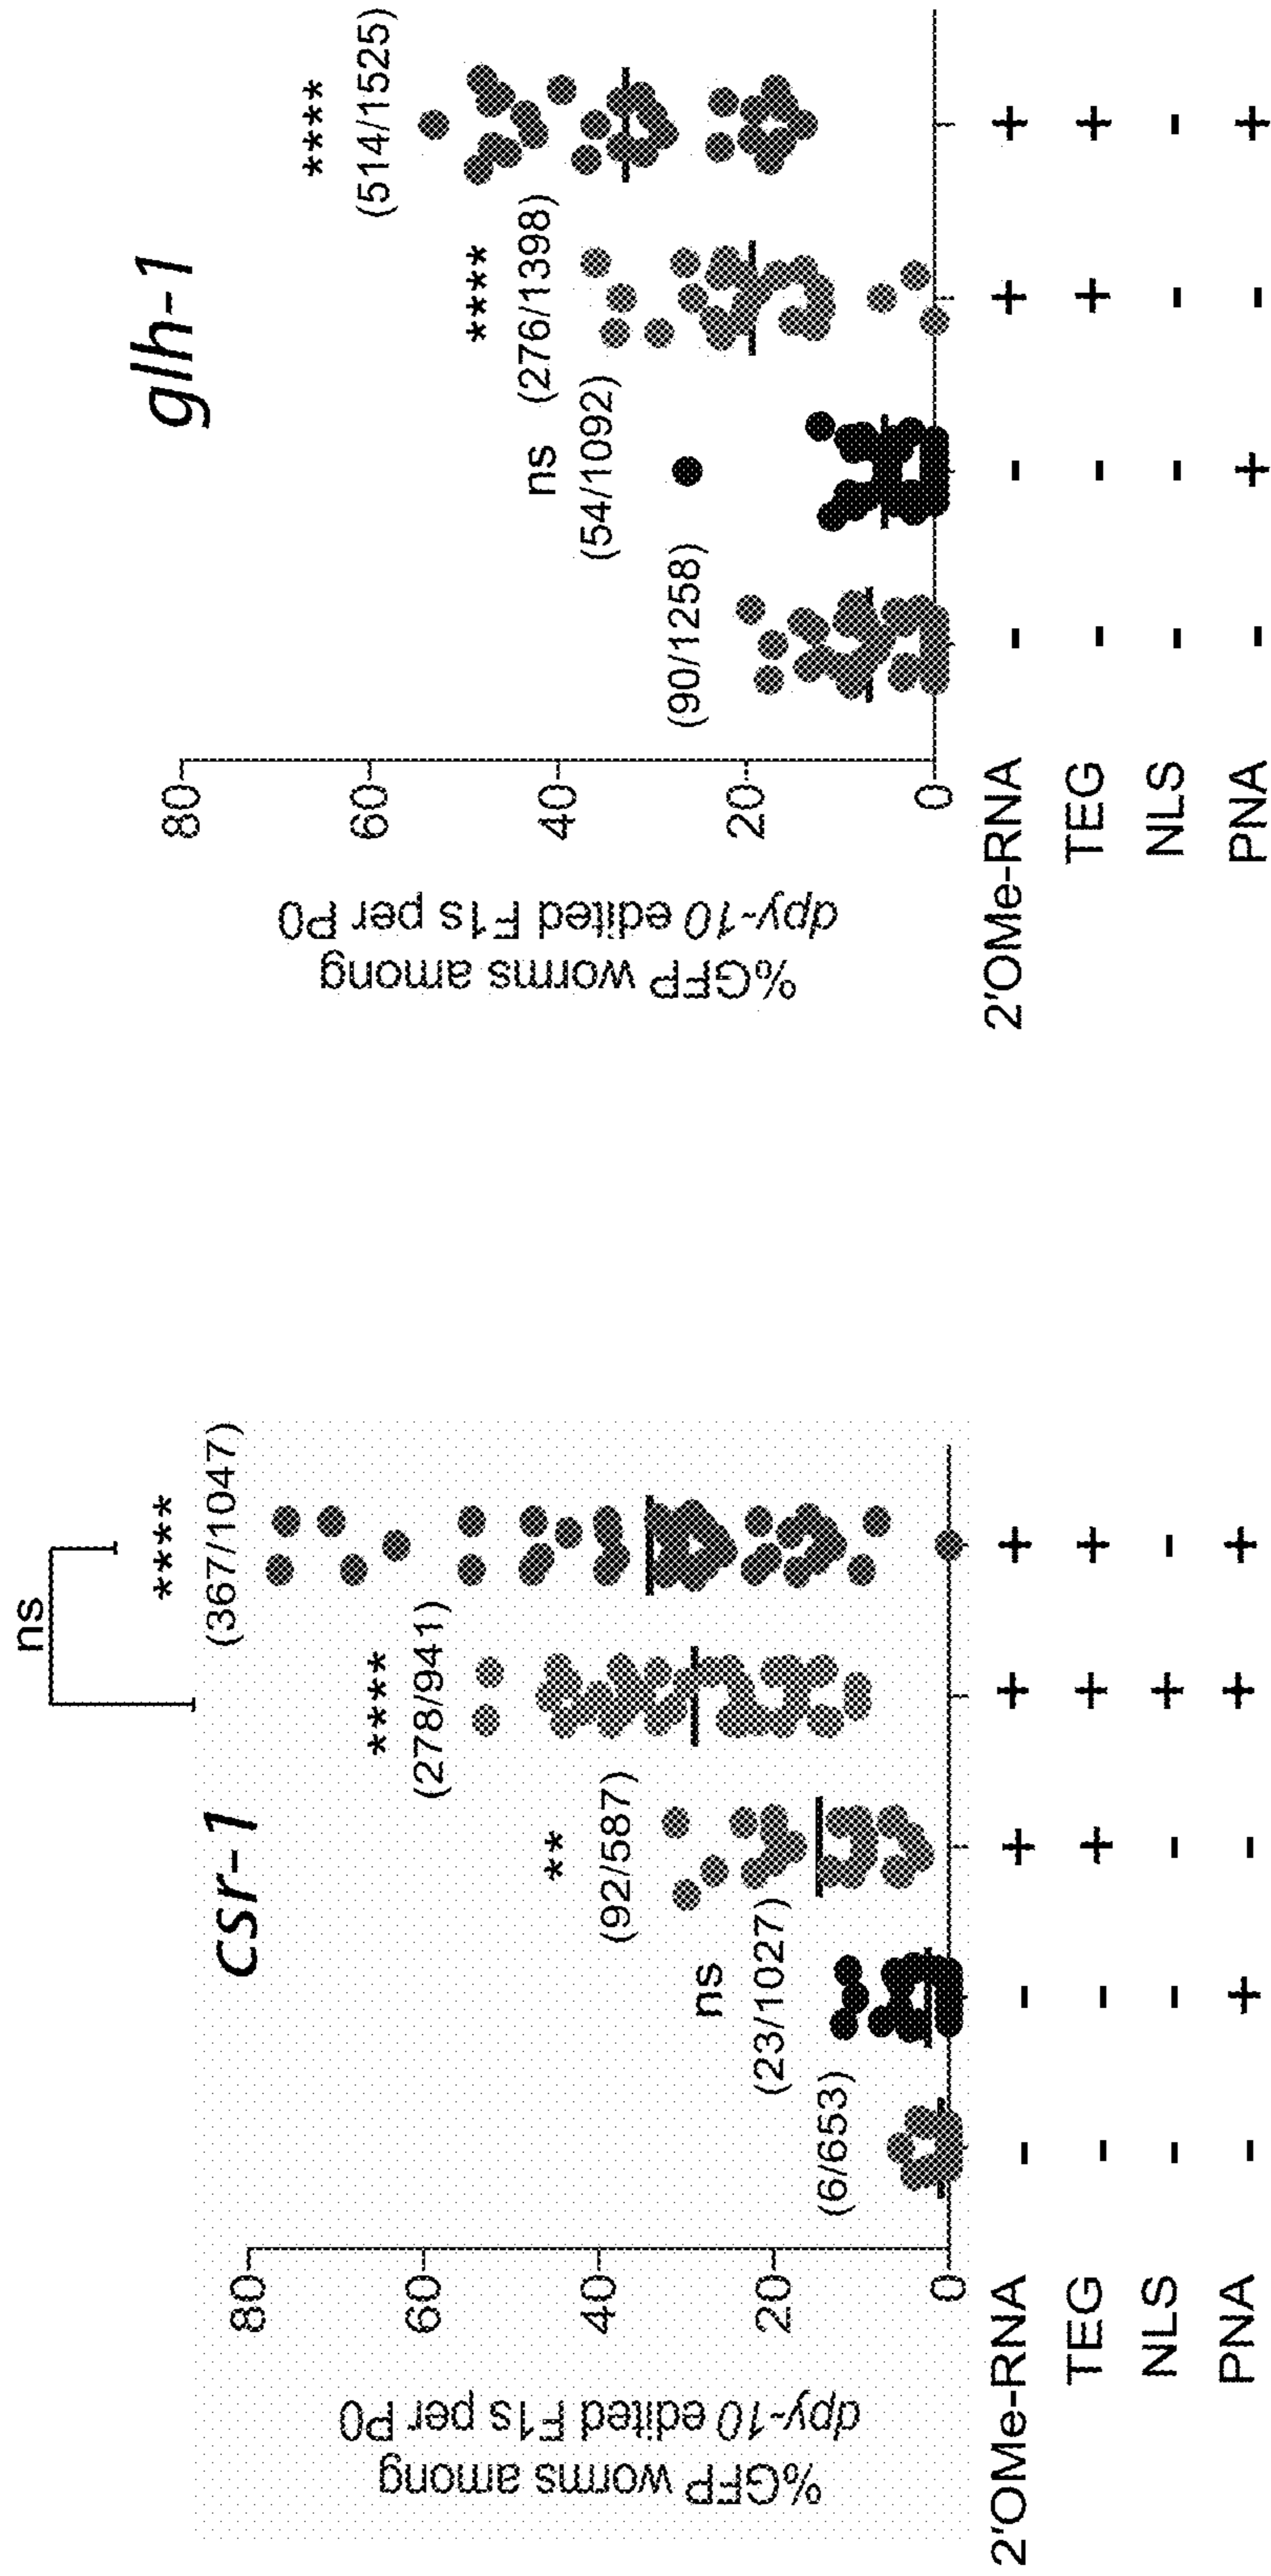 csr-1
ns
****
(367/1047)
****
(278/941)
**
(92/587)
ns
(23/1027)
(6/653)
%GFP worms among
dpy-10 edited F1s per P0
80
60
40
20
0
2'OMe-RNA - - + + +
TEG - - + + +
NLS - - - + -
PNA - + - + +
glh-1
****
(514/1525)
****
(276/1398)
ns
(54/1092)
(90/1258)
%GFP worms among
dpy-10 edited F1s per P0
80
60
40
20
0
2'OMe-RNA - - + +
TEG - - + +
NLS - - - -
PNA - + - +